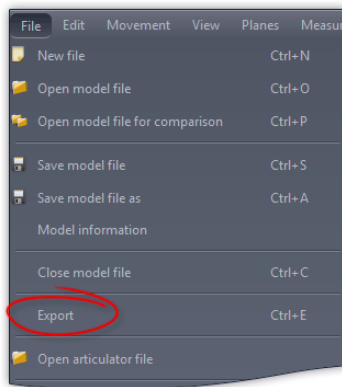 File Edit Movement View Planes Measu
New file Ctrl+N
Open model file Ctrl+O
Open model file for comparison Ctrl+P
Save model file Ctrl+S
Save model file as Ctrl+A
Model information
Close model file Ctrl+C
Export Ctrl+E
Open articulator file